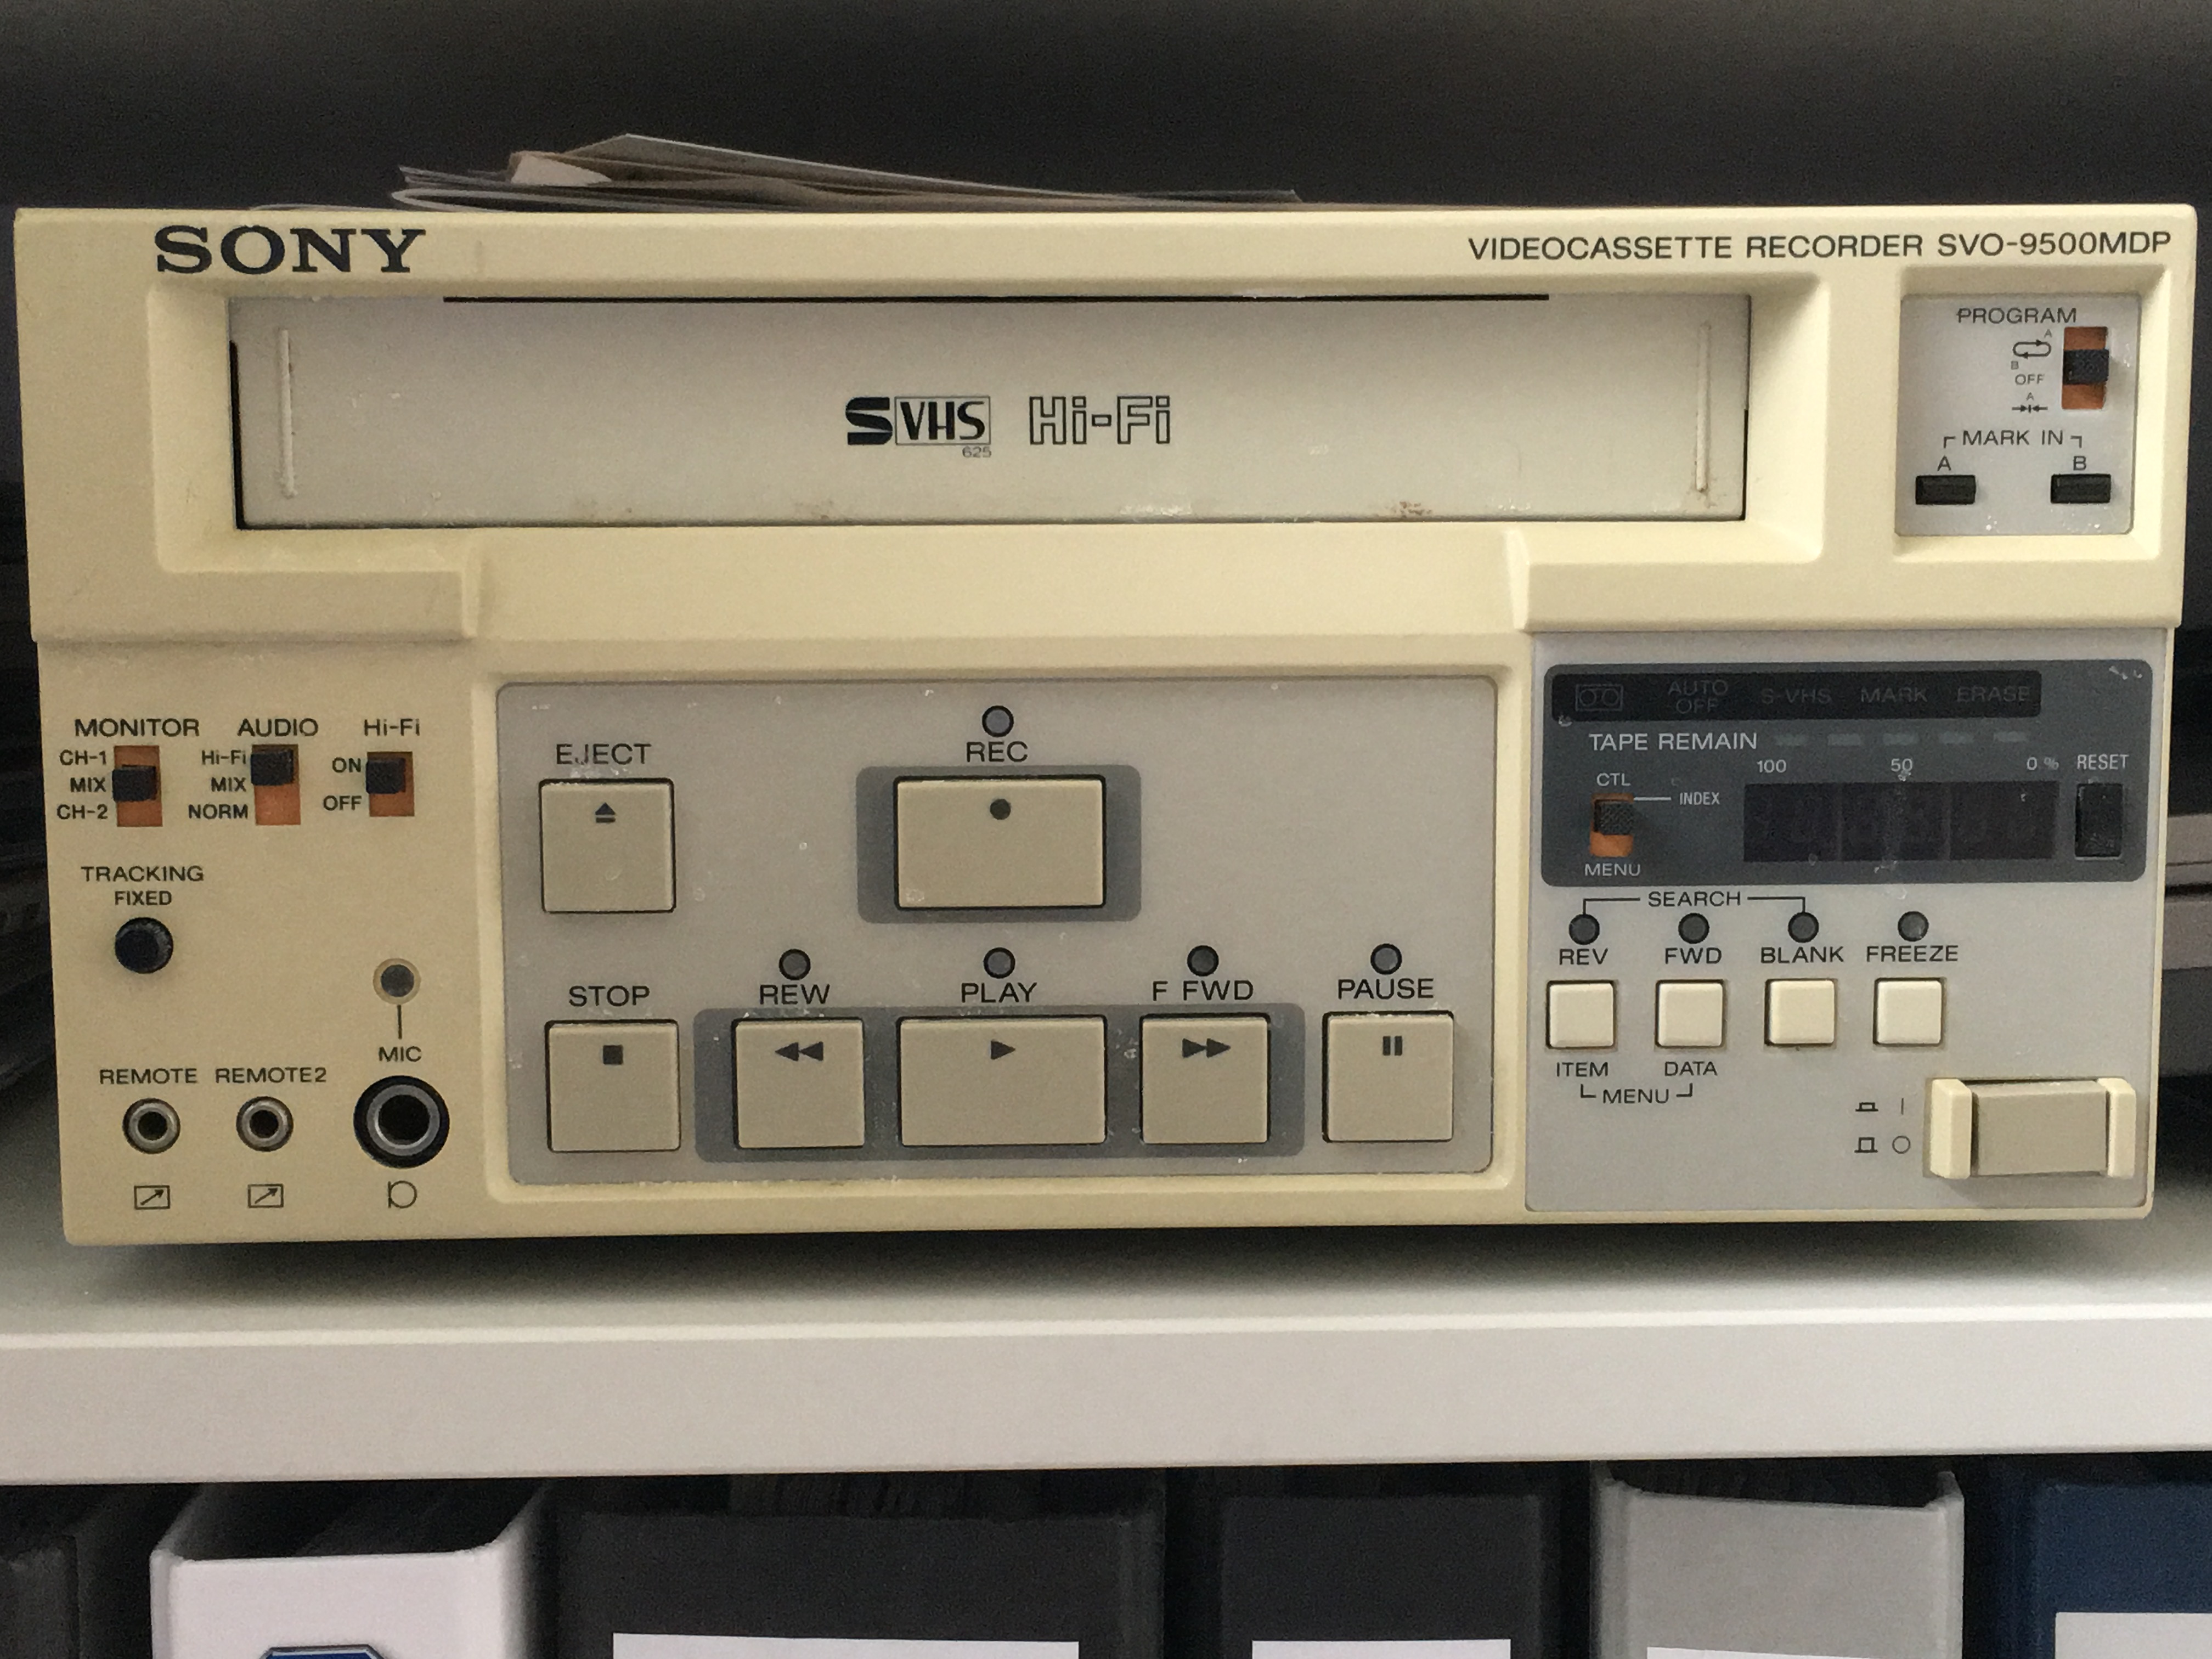 SONY
VIDEOCASSETTE RECORDER SVO-9500MDP
S VHS Hi-Fi
625
PROGRAM
A
B
OFF
A
MARK IN
A B
MONITOR AUDIO Hi-Fi
CH-1 Hi-Fi ON
MIX MIX OFF
CH-2 NORM
TRACKING
FIXED
MIC
REMOTE REMOTE2
EJECT REC
STOP REW PLAY F FWD PAUSE
AUTO OFF S-VHS MARK ERASE
TAPE REMAIN
100 50 0 % RESET
CTL
INDEX
MENU
SEARCH
REV FWD BLANK FREEZE
ITEM DATA
MENU